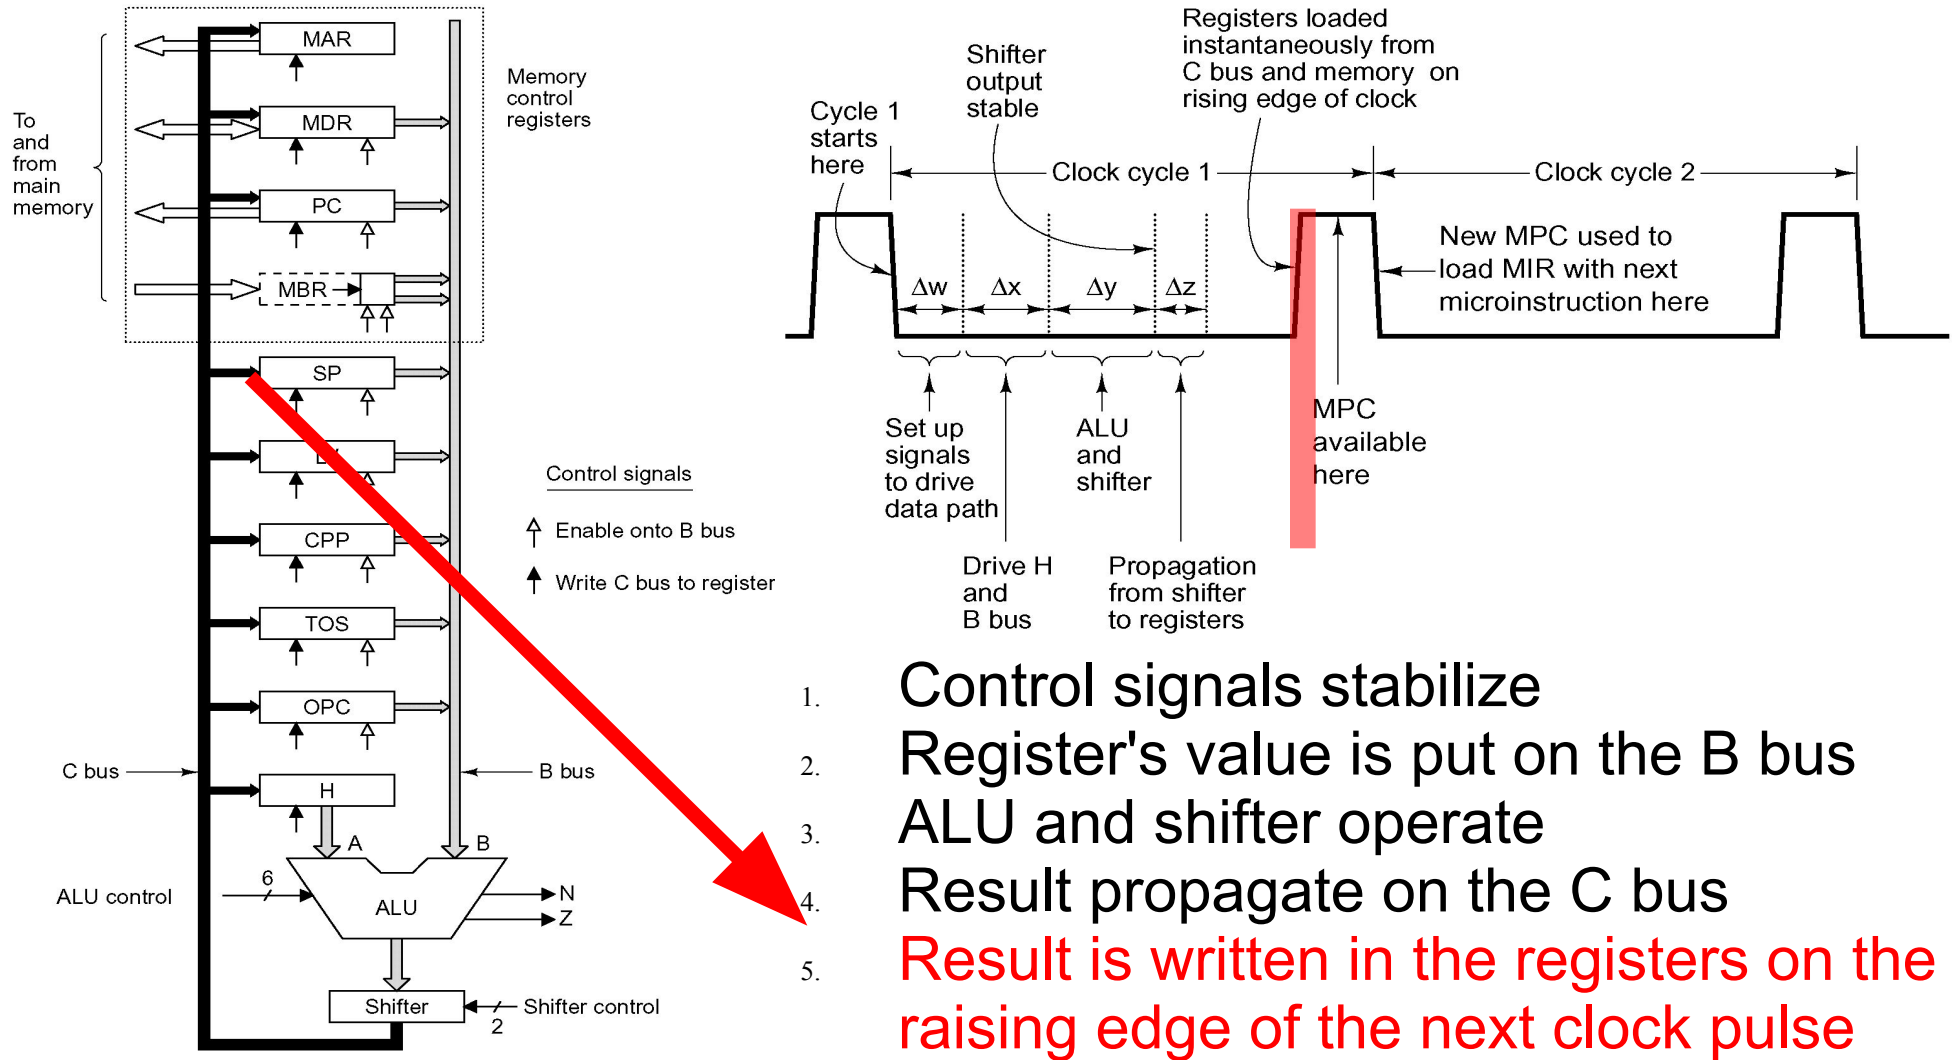 To
and
from
main
memory
MAR
MDR
PC
MBR
SP
CPP
TOS
OPC
H
Memory
control
registers
Control signals
Enable onto B bus
Write C bus to register
C bus
B bus
A
B
6
ALU control
ALU
N
Z
Shifter
Shifter control
2
Cycle 1
starts
here
Shifter
output
stable
Registers loaded
instantaneously from
C bus and memory on
rising edge of clock
Clock cycle 1
Clock cycle 2
New MPC used to
load MIR with next
microinstruction here
Δw
Δx
Δy
Δz
Set up
signals
to drive
data path
ALU
and
shifter
MPC
available
here
Drive H
and
B bus
Propagation
from shifter
to registers
1. Control signals stabilize
2. Register's value is put on the B bus
3. ALU and shifter operate
4. Result propagate on the C bus
5. Result is written in the registers on the
raising edge of the next clock pulse